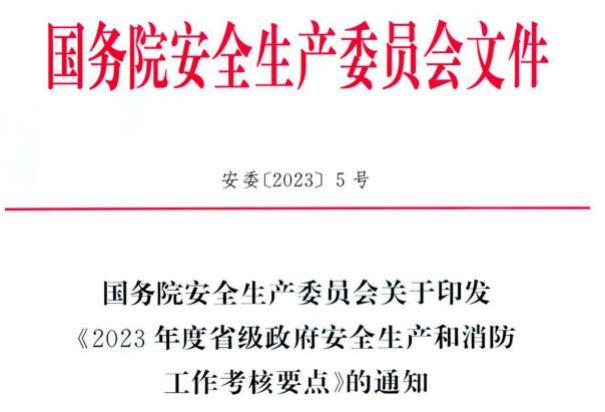 国务院安全生产委员会文件
安委〔2023〕5号
国务院安全生产委员会关于印发
《2023年度省级政府安全生产和消防
工作考核要点》的通知